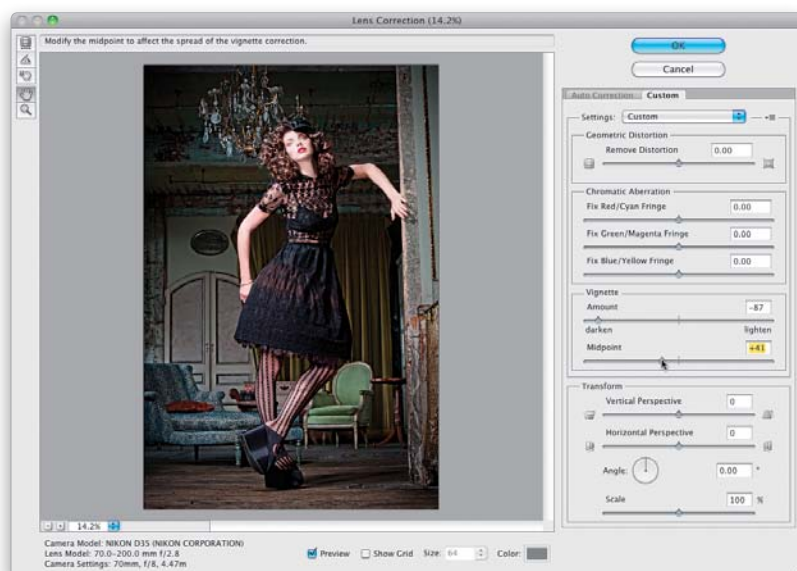 Lens Correction (14.2%)
Modify the midpoint to affect the spread of the vignette correction.
OK
Cancel
Auto Correction Custom
Settings: Custom
Geometric Distortion
Remove Distortion 0.00
Chromatic Aberration
Fix Red/Cyan Fringe 0.00
Fix Green/Magenta Fringe 0.00
Fix Blue/Yellow Fringe 0.00
Vignette
Amount -87
darken lighten
Midpoint +41
Transform
Vertical Perspective 0
Horizontal Perspective 0
Angle: 0.00 °
Scale 100 %
14.2%
Camera Model: NIKON D3S (NIKON CORPORATION)
Lens Model: 70.0-200.0 mm f/2.8
Camera Settings: 70mm, f/8, 4.47m
Preview Show Grid Size: 64 Color: